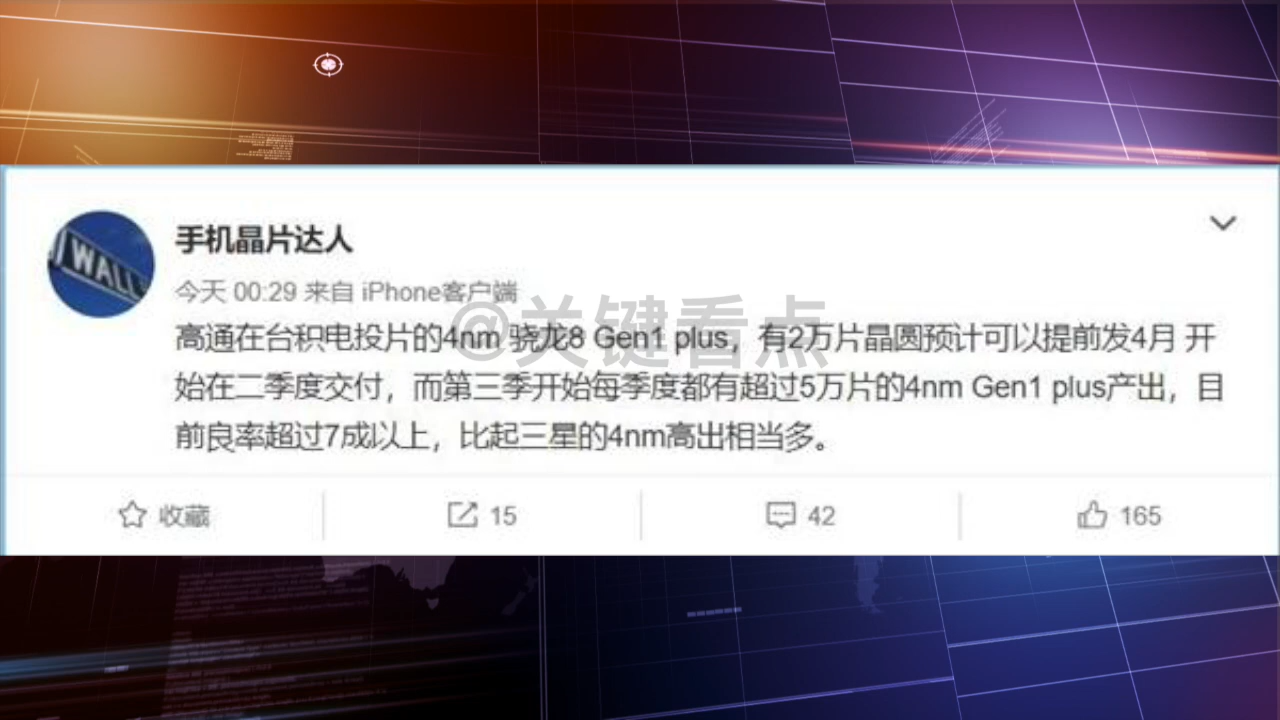 手机晶片达人
今天 00:29 来自 iPhone客户端
@关键看点
高通在台积电投片的4nm 骁龙8 Gen1 plus，有2万片晶圆预计可以提前发4月 开
始在二季度交付，而第三季开始每季度都有超过5万片的4nm Gen1 plus产出，目
前良率超过7成以上，比起三星的4nm高出相当多。
收藏
15
42
165